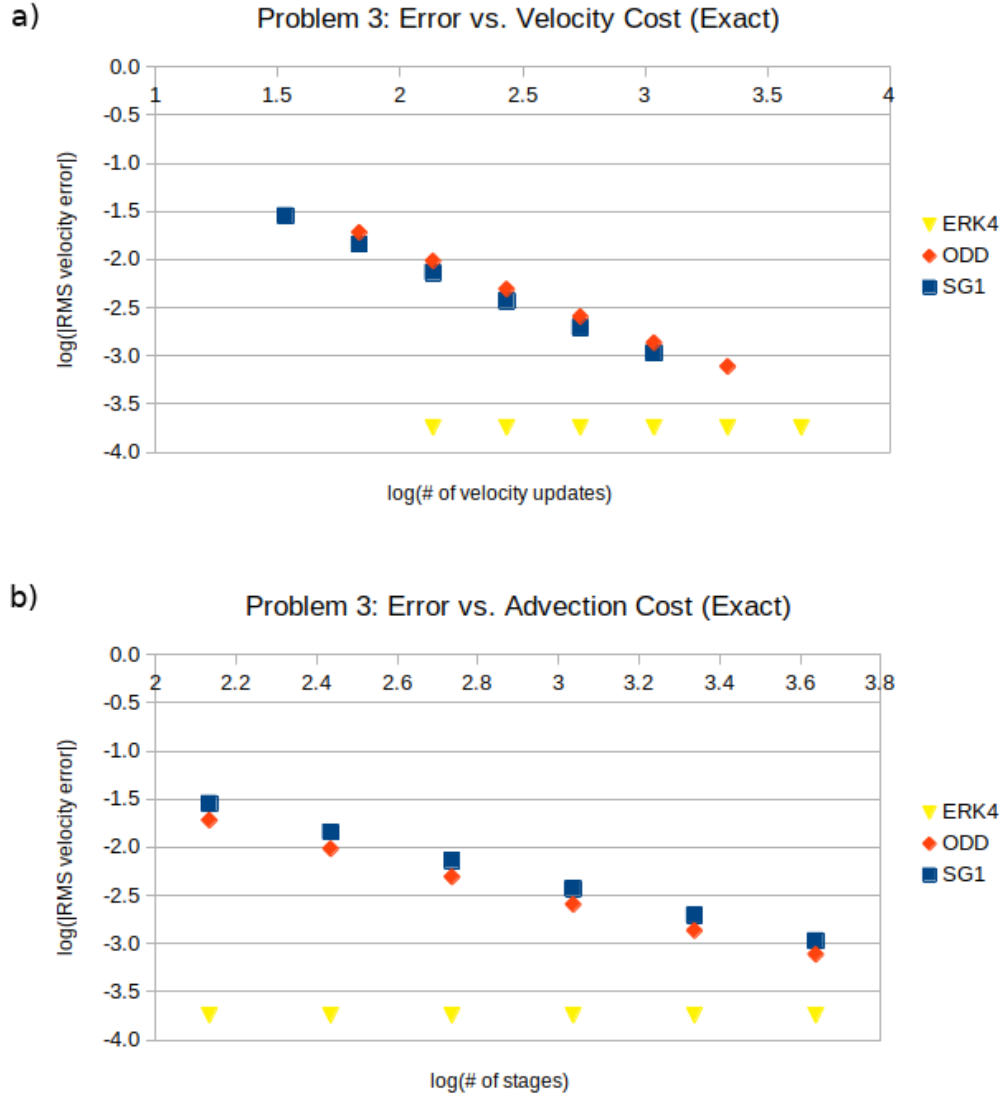 a)
Problem 3: Error vs. Velocity Cost (Exact)
0.0
1 1.5 2 2.5 3 3.5 4
-0.5
-1.0
-1.5
-2.0
-2.5
-3.0
-3.5
-4.0
log(|RMS velocity error|)
log(# of velocity updates)
ERK4
ODD
SG1
b)
Problem 3: Error vs. Advection Cost (Exact)
0.0
2 2.2 2.4 2.6 2.8 3 3.2 3.4 3.6 3.8
-0.5
-1.0
-1.5
-2.0
-2.5
-3.0
-3.5
-4.0
log(|RMS velocity error|)
log(# of stages)
ERK4
ODD
SG1